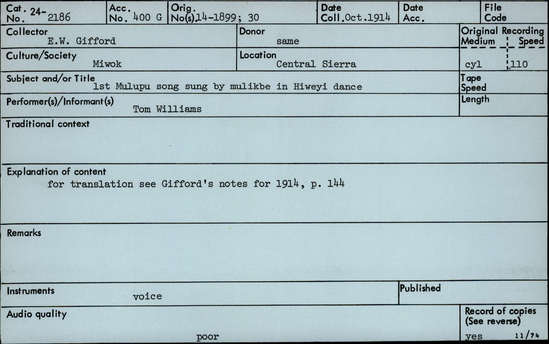 Cat. 24- Acc. Orig. Date Date File
No. 2186 No. 400 G No(s). 14-1899; 30 Coll. Oct. 1914 Acc. Code
Collector Donor Original Recording
E.W. Gifford same Medium Speed
Culture/Society Location
Miwok Central Sierra cyl 110
Subject and/or Title Tape
1st Mulupu song sung by mulikbe in Hiweyi dance Speed
Performer(s)/Informant(s) Length
Tom Williams
Traditional context
Explanation of content
for translation see Gifford's notes for 1914, p. 144
Remarks
Instruments Published
voice
Audio quality Record of copies
(See reverse)
poor yes 11/74